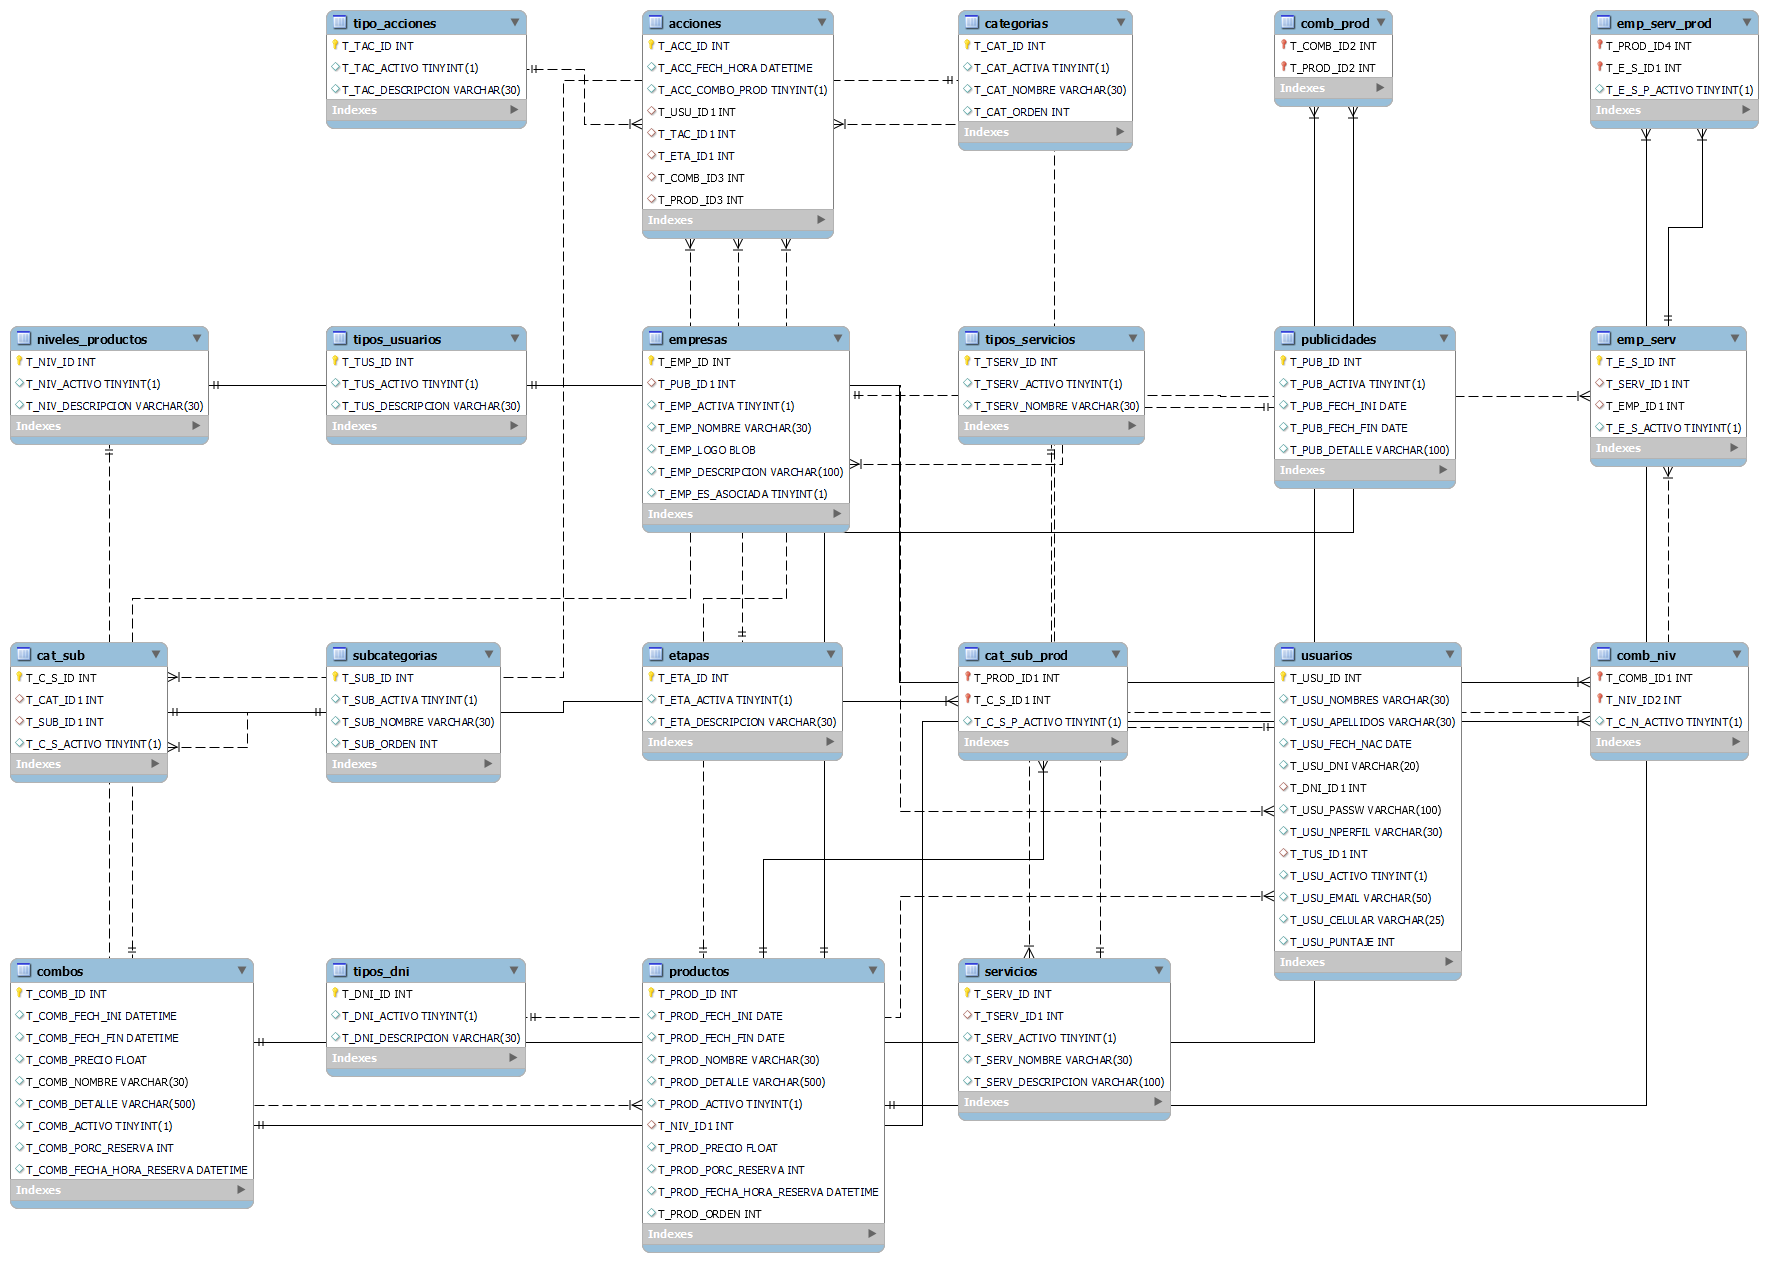 tipo_acciones
T_TAC_ID INT
T_TAC_ACTIVO TINYINT(1)
T_TAC_DESCRIPCION VARCHAR(30)
Indexes
acciones
T_ACC_ID INT
T_ACC_FECH_HORA DATETIME
T_ACC_COMBO_PROD TINYINT(1)
T_USU_ID1 INT
T_TAC_ID1 INT
T_ETA_ID1 INT
T_COMB_ID3 INT
T_PROD_ID3 INT
Indexes
categorias
T_CAT_ID INT
T_CAT_ACTIVA TINYINT(1)
T_CAT_NOMBRE VARCHAR(30)
T_CAT_ORDEN INT
Indexes
comb_prod
T_COMB_ID2 INT
T_PROD_ID2 INT
Indexes
emp_serv_prod
T_PROD_ID4 INT
T_E_S_ID1 INT
T_E_S_P_ACTIVO TINYINT(1)
Indexes
niveles_productos
T_NIV_ID INT
T_NIV_ACTIVO TINYINT(1)
T_NIV_DESCRIPCION VARCHAR(30)
Indexes
tipos_usuarios
T_TUS_ID INT
T_TUS_ACTIVO TINYINT(1)
T_TUS_DESCRIPCION VARCHAR(30)
Indexes
empresas
T_EMP_ID INT
T_PUB_ID1 INT
T_EMP_ACTIVA TINYINT(1)
T_EMP_NOMBRE VARCHAR(30)
T_EMP_LOGO BLOB
T_EMP_DESCRIPCION VARCHAR(100)
T_EMP_ES_ASOCIADA TINYINT(1)
Indexes
tipos_servicios
T_TSERV_ID INT
T_TSERV_ACTIVO TINYINT(1)
T_TSERV_NOMBRE VARCHAR(30)
Indexes
publicidades
T_PUB_ID INT
T_PUB_ACTIVA TINYINT(1)
T_PUB_FECH_INI DATE
T_PUB_FECH_FIN DATE
T_PUB_DETALLE VARCHAR(100)
Indexes
emp_serv
T_E_S_ID INT
T_SERV_ID1 INT
T_EMP_ID1 INT
T_E_S_ACTIVO TINYINT(1)
Indexes
cat_sub
T_C_S_ID INT
T_CAT_ID1 INT
T_SUB_ID1 INT
T_C_S_ACTIVO TINYINT(1)
Indexes
subcategorias
T_SUB_ID INT
T_SUB_ACTIVA TINYINT(1)
T_SUB_NOMBRE VARCHAR(30)
T_SUB_ORDEN INT
Indexes
etapas
T_ETA_ID INT
T_ETA_ACTIVA TINYINT(1)
T_ETA_DESCRIPCION VARCHAR(30)
Indexes
cat_sub_prod
T_PROD_ID1 INT
T_C_S_ID1 INT
T_C_S_P_ACTIVO TINYINT(1)
Indexes
usuarios
T_USU_ID INT
T_USU_NOMBRES VARCHAR(30)
T_USU_APELLIDOS VARCHAR(30)
T_USU_FECH_NAC DATE
T_USU_DNI VARCHAR(20)
T_DNI_ID1 INT
T_USU_PASSW VARCHAR(100)
T_USU_NPERFIL VARCHAR(30)
T_TUS_ID1 INT
T_USU_ACTIVO TINYINT(1)
T_USU_EMAIL VARCHAR(50)
T_USU_CELULAR VARCHAR(25)
T_USU_PUNTAJE INT
Indexes
comb_niv
T_COMB_ID1 INT
T_NIV_ID2 INT
T_C_N_ACTIVO TINYINT(1)
Indexes
combos
T_COMB_ID INT
T_COMB_FECH_INI DATETIME
T_COMB_FECH_FIN DATETIME
T_COMB_PRECIO FLOAT
T_COMB_NOMBRE VARCHAR(30)
T_COMB_DETALLE VARCHAR(500)
T_COMB_ACTIVO TINYINT(1)
T_COMB_PORC_RESERVA INT
T_COMB_FECHA_HORA_RESERVA DATETIME
Indexes
tipos_dni
T_DNI_ID INT
T_DNI_ACTIVO TINYINT(1)
T_DNI_DESCRIPCION VARCHAR(30)
Indexes
productos
T_PROD_ID INT
T_PROD_FECH_INI DATE
T_PROD_FECH_FIN DATE
T_PROD_NOMBRE VARCHAR(30)
T_PROD_DETALLE VARCHAR(500)
T_PROD_ACTIVO TINYINT(1)
T_NIV_ID1 INT
T_PROD_PRECIO FLOAT
T_PROD_PORC_RESERVA INT
T_PROD_FECHA_HORA_RESERVA DATETIME
T_PROD_ORDEN INT
Indexes
servicios
T_SERV_ID INT
T_TSERV_ID1 INT
T_SERV_ACTIVO TINYINT(1)
T_SERV_NOMBRE VARCHAR(30)
T_SERV_DESCRIPCION VARCHAR(100)
Indexes